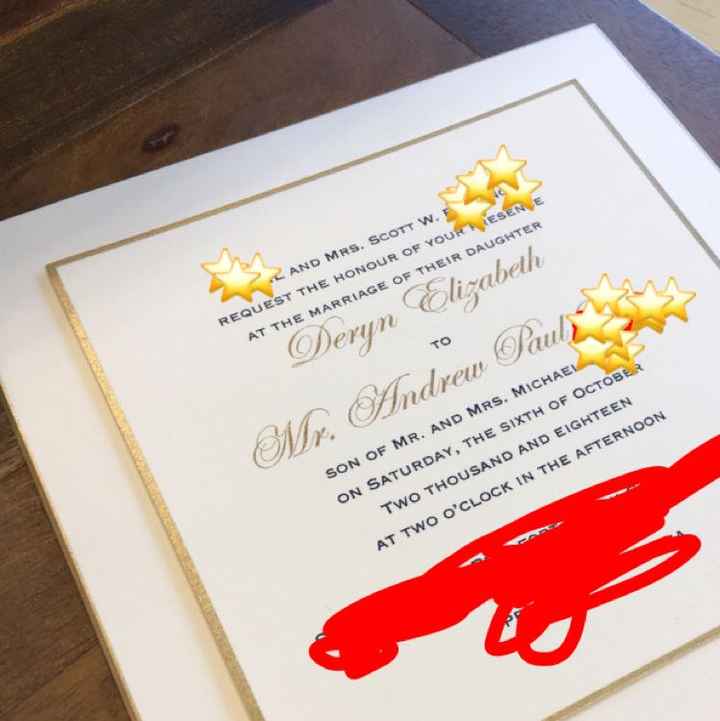 AND MRS. SCOTT W.
REQUEST THE HONOUR OF YOUR PRESENCE
AT THE MARRIAGE OF THEIR DAUGHTER
Deryn Elizabeth
TO
Mr. Andrew Paul
SON OF MR. AND MRS. MICHAEL
ON SATURDAY, THE SIXTH OF OCTOBER
TWO THOUSAND AND EIGHTEEN
AT TWO O'CLOCK IN THE AFTERNOON